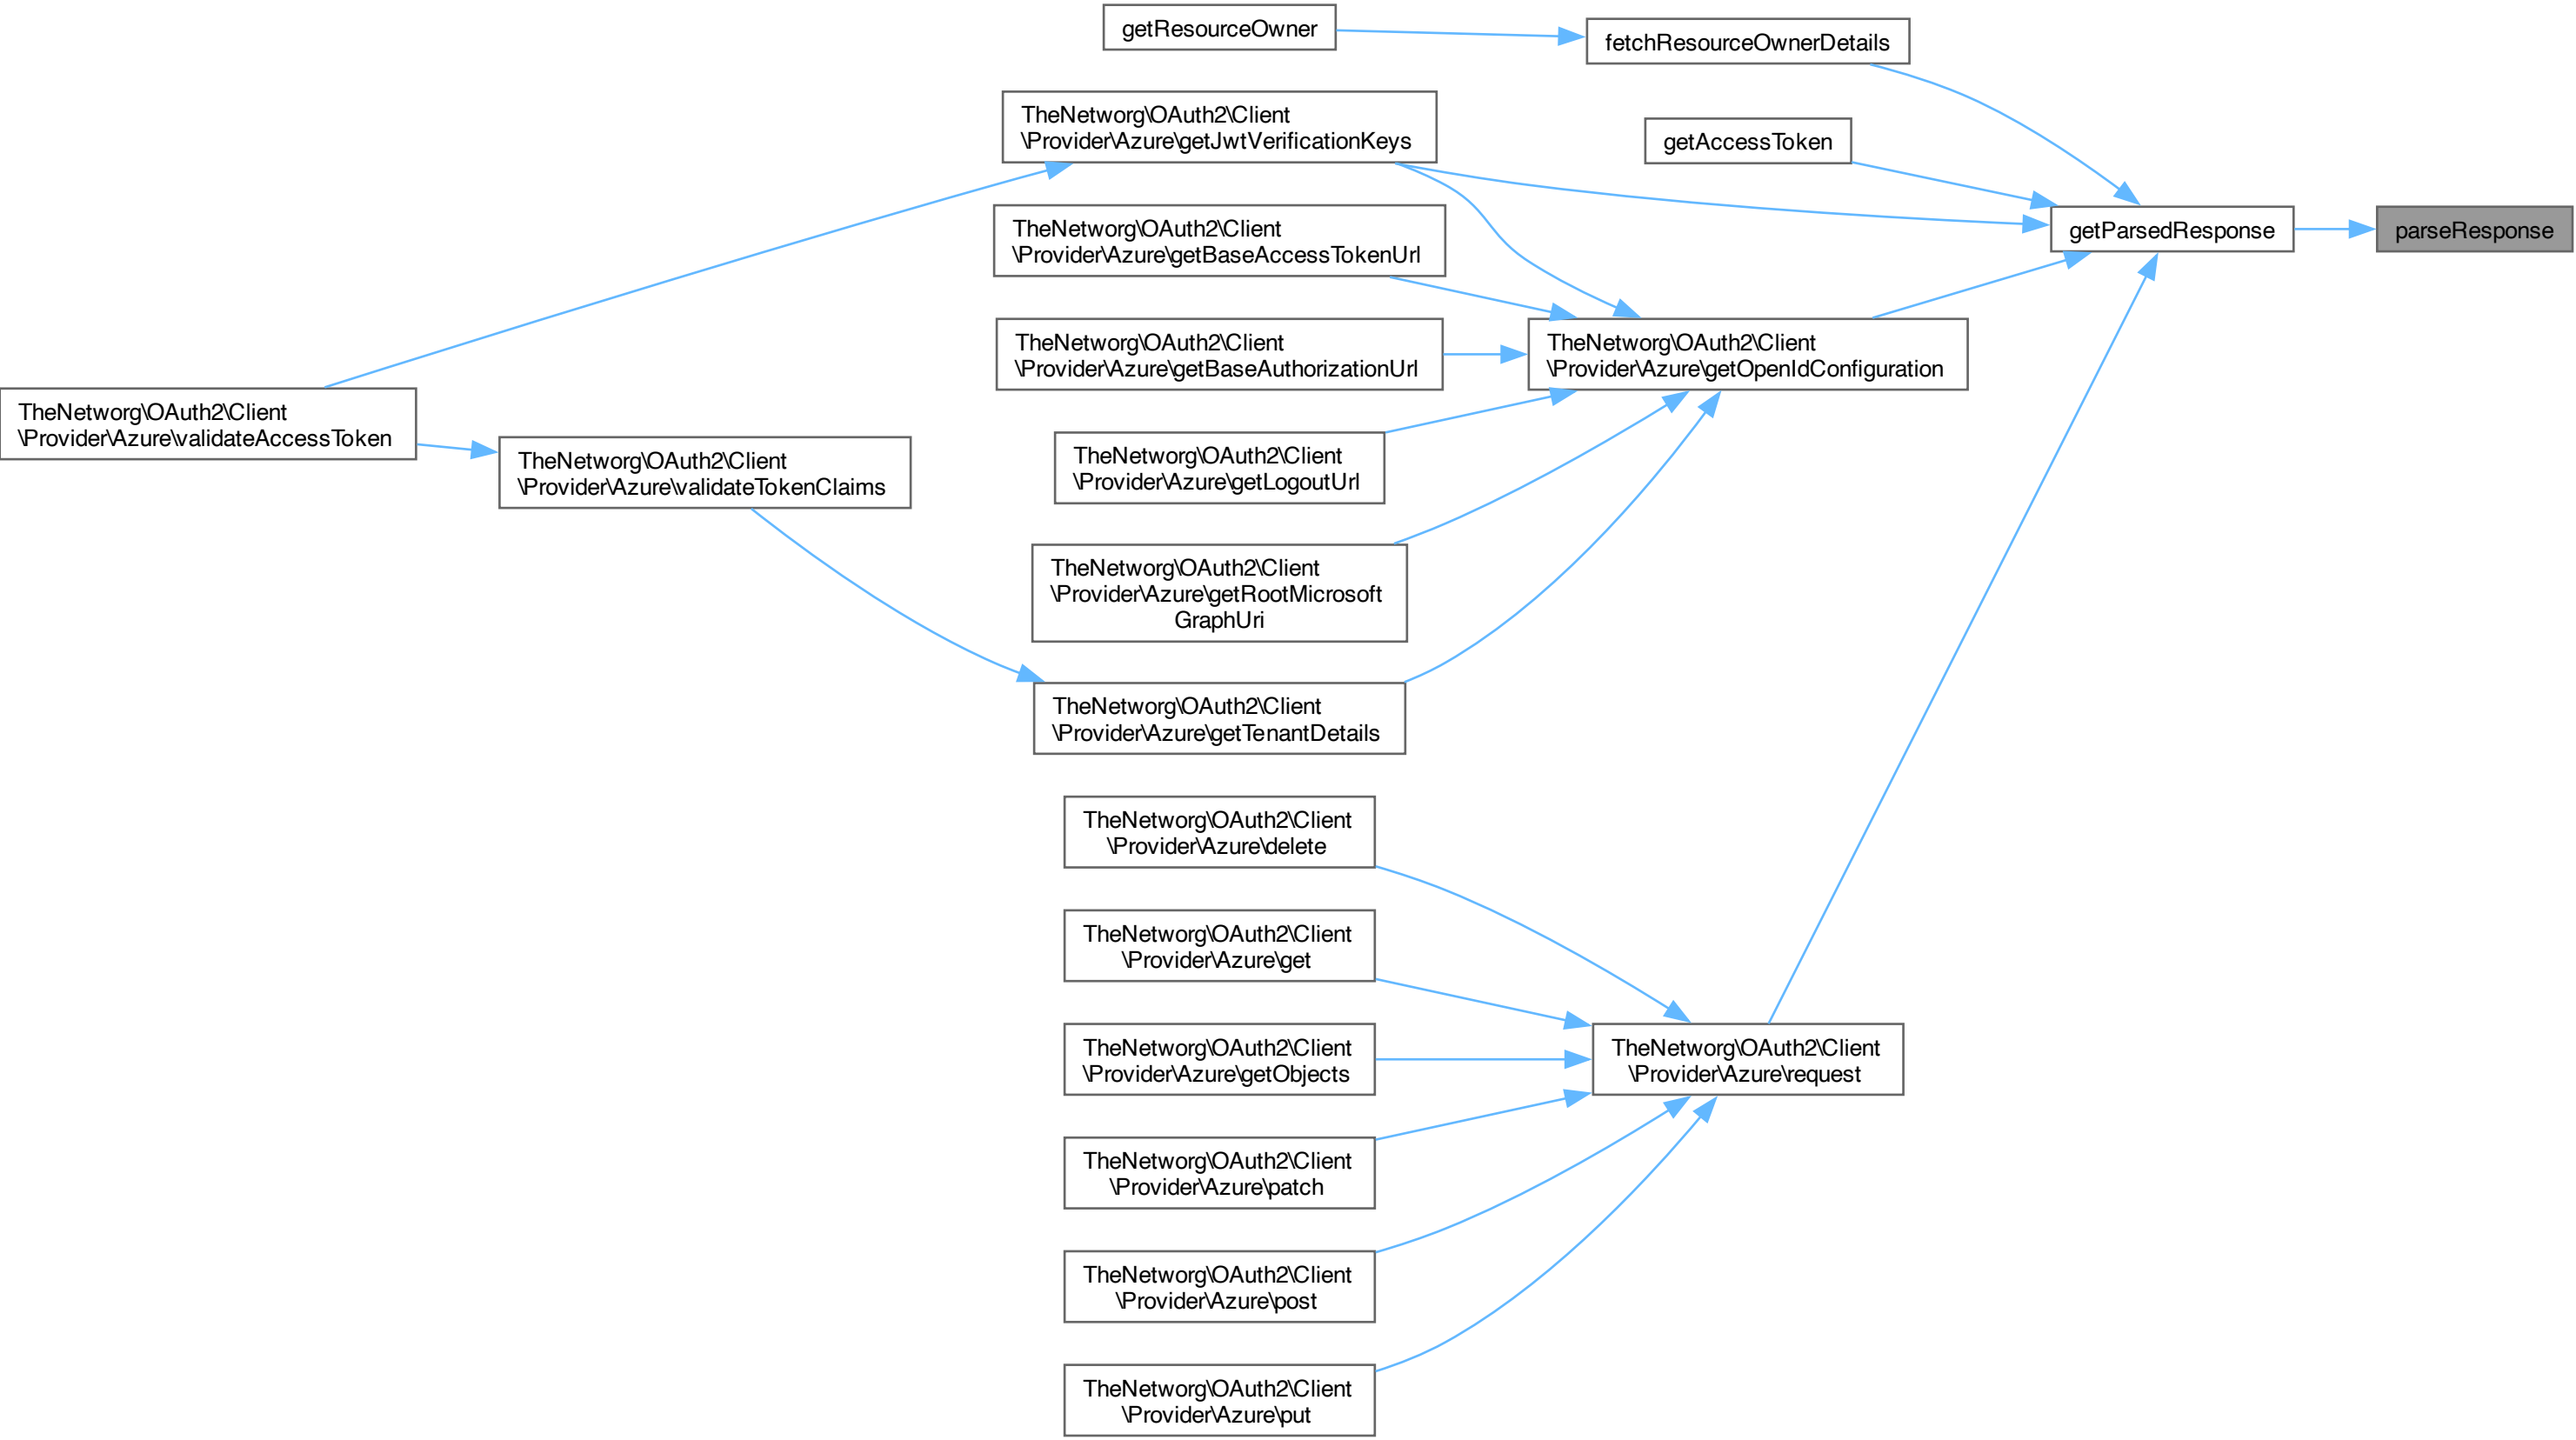 getResourceOwner
fetchResourceOwnerDetails
TheNetworg\OAuth2\Client
\Provider\Azure\getJwtVerificationKeys
getAccessToken
TheNetworg\OAuth2\Client
\Provider\Azure\getBaseAccessTokenUrl
getParsedResponse
parseResponse
TheNetworg\OAuth2\Client
\Provider\Azure\getBaseAuthorizationUrl
TheNetworg\OAuth2\Client
\Provider\Azure\getOpenIdConfiguration
TheNetworg\OAuth2\Client
\Provider\Azure\validateAccessToken
TheNetworg\OAuth2\Client
\Provider\Azure\validateTokenClaims
TheNetworg\OAuth2\Client
\Provider\Azure\getLogoutUrl
TheNetworg\OAuth2\Client
\Provider\Azure\getRootMicrosoft
GraphUri
TheNetworg\OAuth2\Client
\Provider\Azure\getTenantDetails
TheNetworg\OAuth2\Client
\Provider\Azure\delete
TheNetworg\OAuth2\Client
\Provider\Azure\get
TheNetworg\OAuth2\Client
\Provider\Azure\getObjects
TheNetworg\OAuth2\Client
\Provider\Azure\request
TheNetworg\OAuth2\Client
\Provider\Azure\patch
TheNetworg\OAuth2\Client
\Provider\Azure\post
TheNetworg\OAuth2\Client
\Provider\Azure\put